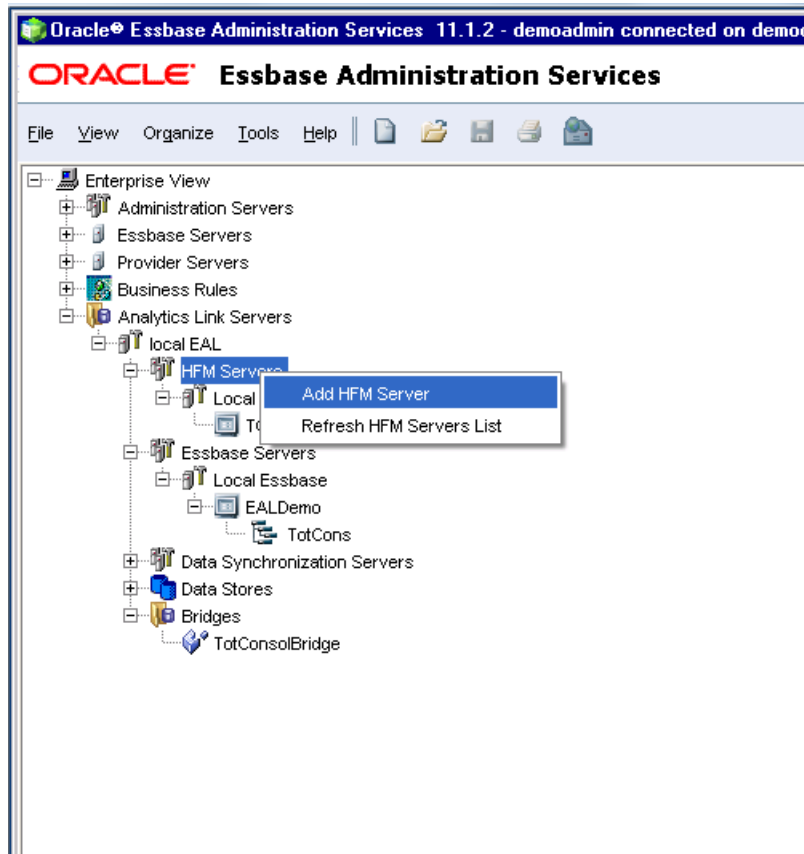 Oracle® Essbase Administration Services 11.1.2 - demoadmin connected on demo
ORACLE® Essbase Administration Services
File View Organize Tools Help
Enterprise View
Administration Servers
Essbase Servers
Provider Servers
Business Rules
Analytics Link Servers
local EAL
HFM Servers
Add HFM Server
Local
Refresh HFM Servers List
Essbase Servers
Local Essbase
EALDemo
TotCons
Data Synchronization Servers
Data Stores
Bridges
TotConsolBridge